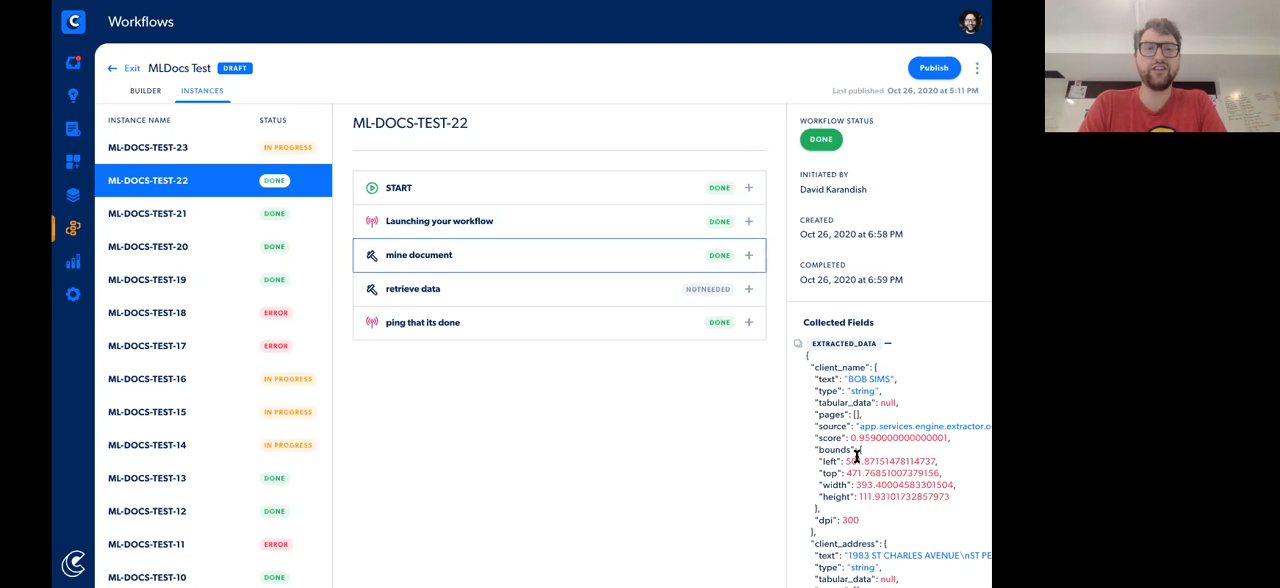 Workflows
Exit MLDocs Test DRAFT
Publish
BUILDER INSTANCES
Last published Oct 26, 2020 at 5:11 PM
INSTANCE NAME STATUS
ML-DOCS-TEST-23 IN PROGRESS
ML-DOCS-TEST-22 DONE
ML-DOCS-TEST-21 DONE
ML-DOCS-TEST-20 DONE
ML-DOCS-TEST-19 DONE
ML-DOCS-TEST-18 ERROR
ML-DOCS-TEST-17 ERROR
ML-DOCS-TEST-16 IN PROGRESS
ML-DOCS-TEST-15 IN PROGRESS
ML-DOCS-TEST-14 IN PROGRESS
ML-DOCS-TEST-13 DONE
ML-DOCS-TEST-12 DONE
ML-DOCS-TEST-11 ERROR
ML-DOCS-TEST-10 DONE
ML-DOCS-TEST-22
START DONE
Launching your workflow DONE
mine document DONE
retrieve data NOTNEEDED
ping that its done DONE
WORKFLOW STATUS
DONE
INITIATED BY
David Karandish
CREATED
Oct 26, 2020 at 6:58 PM
COMPLETED
Oct 26, 2020 at 6:59 PM
Collected Fields
EXTRACTED_DATA
{
"client_name": {
"text": "BOB SIMS",
"type": "string",
"tabular_data": null,
"pages": [],
"source": "app.services.engine.extractor.o
"score": 0.9590000000000001,
"bounds": {
"left": .87151478114737,
"top": 471.76851007379156,
"width": 393.40004583301504,
"height": 111.93101732857973
},
"dpi": 300
},
"client_address": {
"text": "1983 ST CHARLES AVENUE\nST PE
"type": "string",
"tabular_data": null,